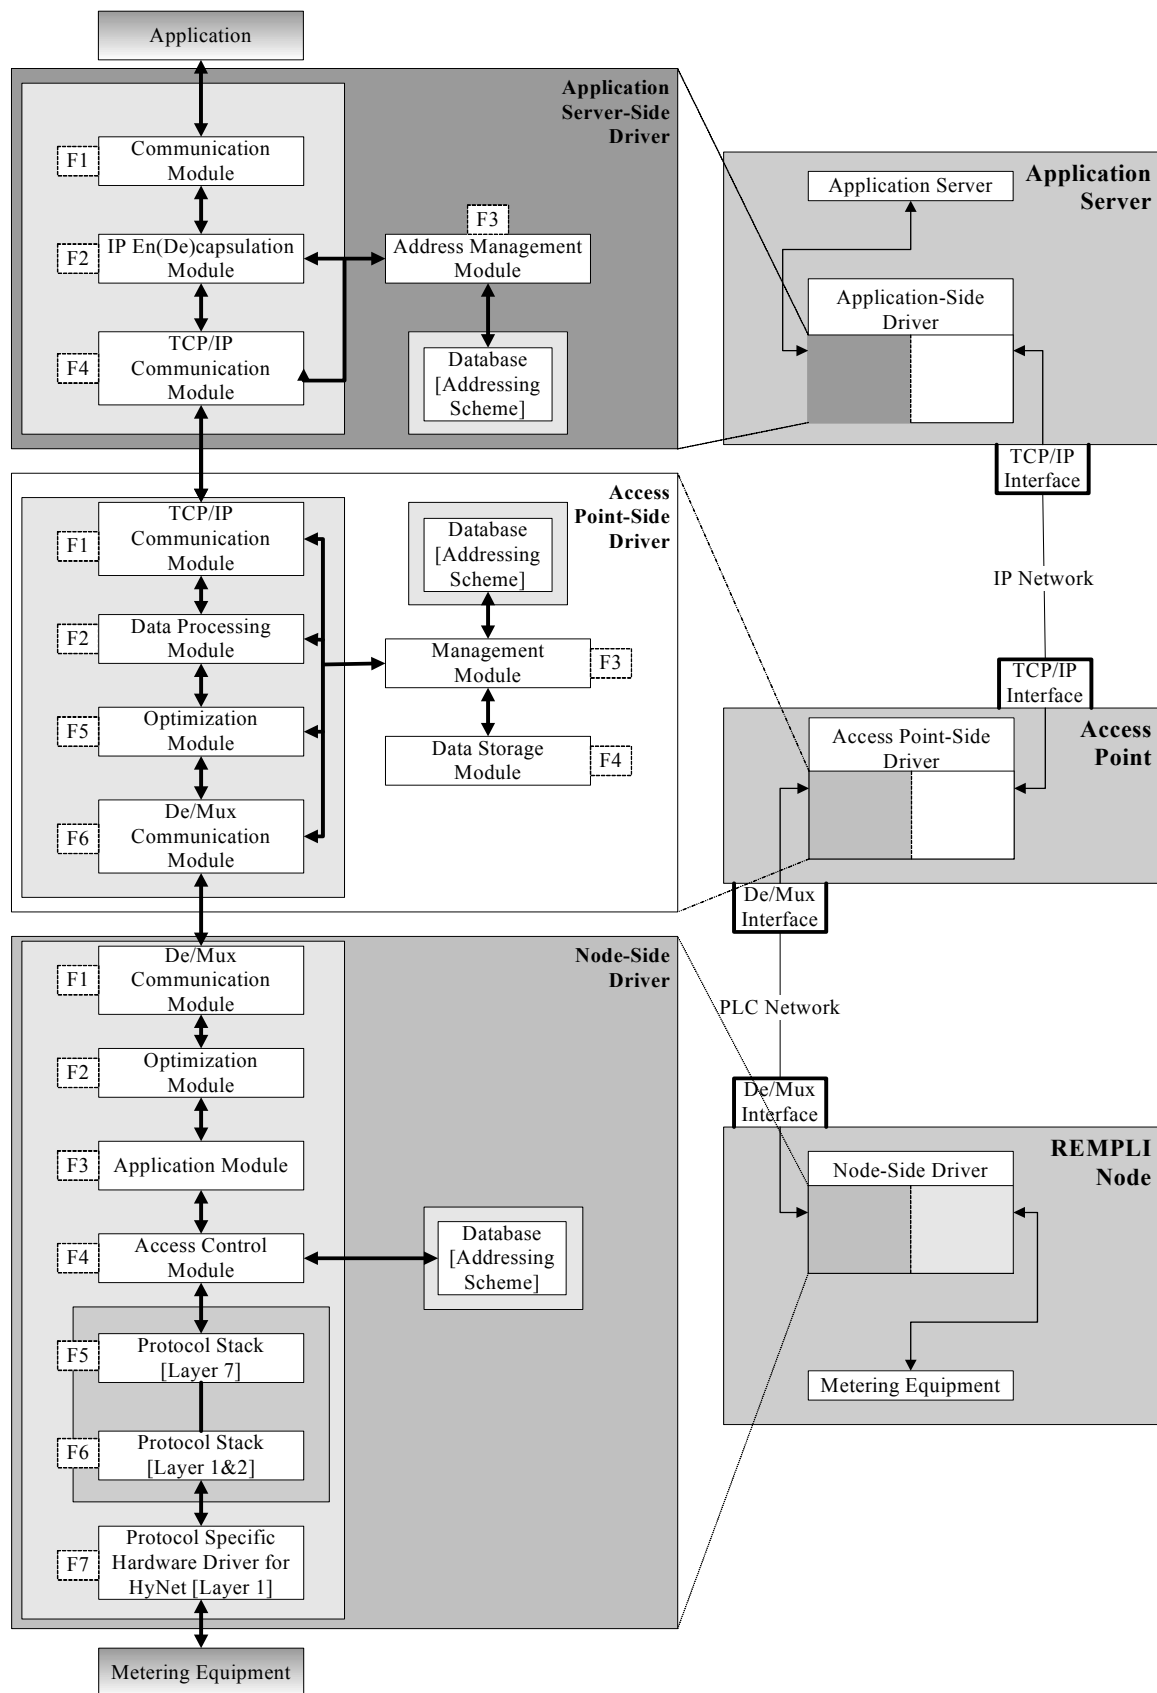 Application
Application
Server-Side
Driver
F1
Communication
Module
F3
F2
IP En(De)capsulation
Module
Address Management
Module
F4
TCP/IP
Communication
Module
Database
[Addressing
Scheme]
Access
Point-Side
Driver
F1
TCP/IP
Communication
Module
Database
[Addressing
Scheme]
F2
Data Processing
Module
Management
Module
F3
F5
Optimization
Module
Data Storage
Module
F4
F6
De/Mux
Communication
Module
Node-Side
Driver
F1
De/Mux
Communication
Module
F2
Optimization
Module
F3
Application Module
F4
Access Control
Module
Database
[Addressing
Scheme]
F5
Protocol Stack
[Layer 7]
F6
Protocol Stack
[Layer 1&2]
F7
Protocol Specific
Hardware Driver for
HyNet [Layer 1]
Metering Equipment
Application
Server
Application Server
Application-Side
Driver
TCP/IP
Interface
IP Network
TCP/IP
Interface
Access
Point
Access Point-Side
Driver
De/Mux
Interface
PLC Network
De/Mux
Interface
REMPLI
Node
Node-Side Driver
Metering Equipment